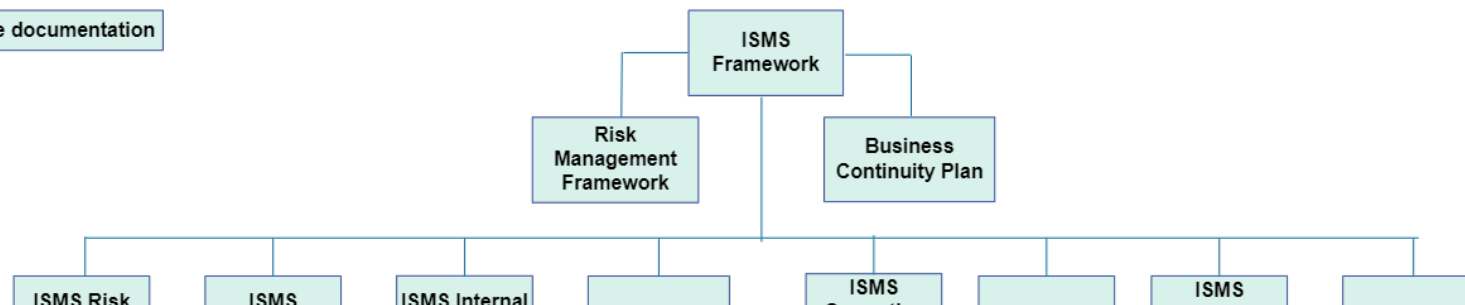 documentation
ISMS
Framework
Risk
Management
Framework
Business
Continuity Plan
ISMS Risk
ISMS
ISMS Internal
ISMS
ISMS